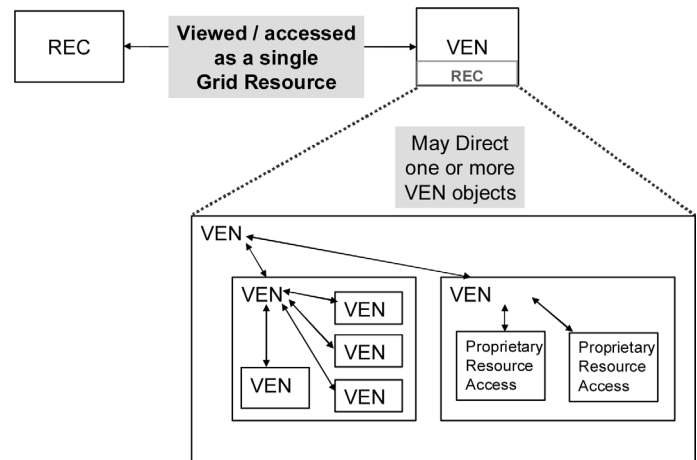 REC
Viewed / accessed
as a single
Grid Resource
VEN
REC
May Direct
one or more
VEN objects
VEN
VEN
VEN
VEN
VEN
VEN
VEN
Proprietary
Resource
Access
Proprietary
Resource
Access